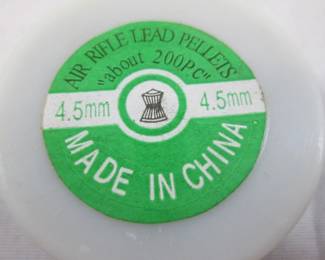 AIR RIFLE LEAD PELLETS
"about 200Pc"
4.5mm 4.5mm
MADE IN CHINA